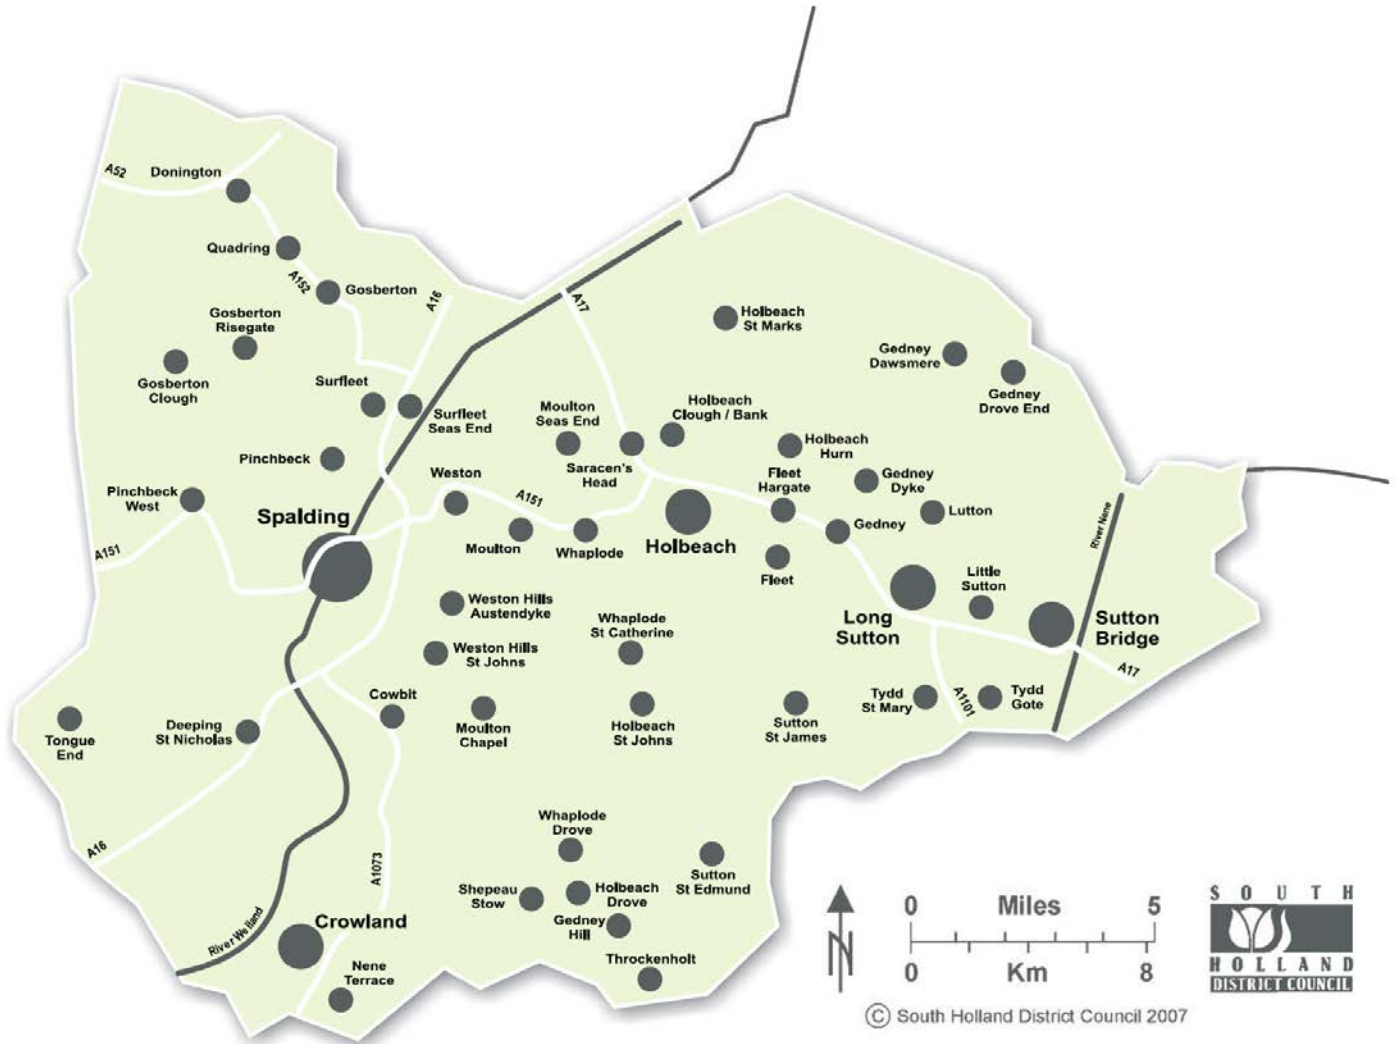 A52
Donington
Quadring
A152
Gosberton
A16
A17
Gosberton
Risegate
Gosberton
Clough
Surfleet
Surfleet
Seas End
Holbeach
St Marks
Gedney
Dawsmere
Gedney
Drove End
Moulton
Seas End
Holbeach
Clough / Bank
Saracen's
Head
Holbeach
Hurn
Pinchbeck
Pinchbeck
West
Weston
A151
Fleet
Hargate
Gedney
Dyke
Lutton
Gedney
Spalding
A151
Moulton
Whaplode
Holbeach
Fleet
River Nene
Little
Sutton
Long
Sutton
Sutton
Bridge
A17
Weston Hills
Austendyke
Weston Hills
St Johns
Whaplode
St Catherine
Tongue
End
Deeping
St Nicholas
Cowbit
Moulton
Chapel
Holbeach
St Johns
Sutton
St James
Tydd
St Mary
A1101
Tydd
Gote
A16
A1073
Whaplode
Drove
Sutton
St Edmund
Shepeau
Stow
Holbeach
Drove
Gedney
Hill
Throckenholt
River Welland
Crowland
Nene
Terrace
N
0 Miles 5
0 Km 8
© South Holland District Council 2007
SOUTH
HOLLAND
DISTRICT COUNCIL